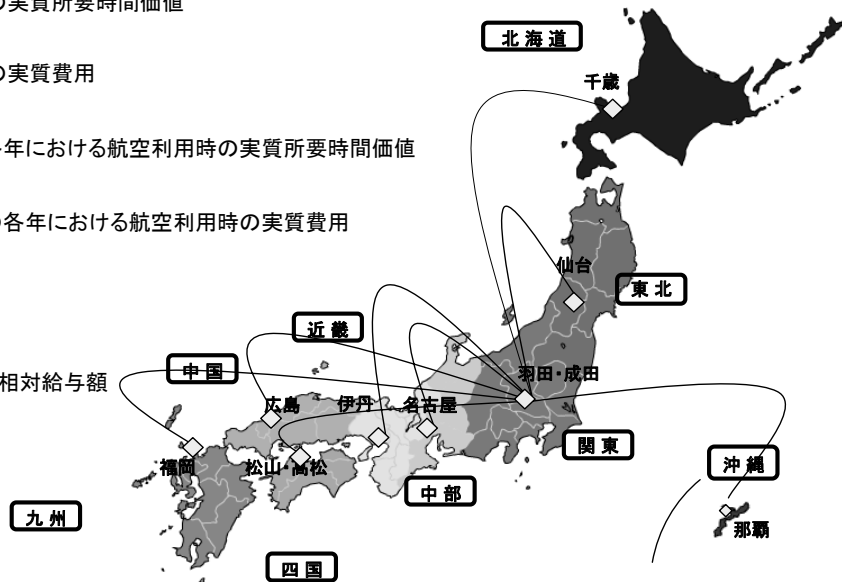 の実質所要時間価値
の実質費用
各年における航空利用時の実質所要時間価値
の各年における航空利用時の実質費用
相対給与額
北海道
千歳
仙台
東北
近畿
中国
羽田・成田
広島
伊丹
名古屋
関東
福岡
松山・高松
沖縄
中部
九州
那覇
四国